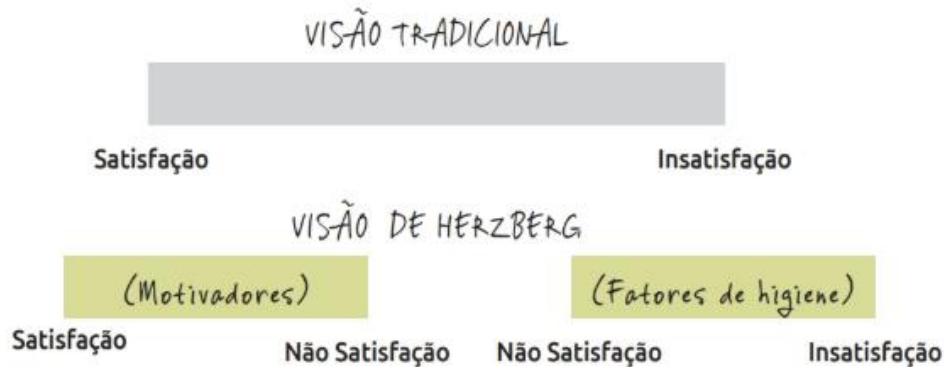 VISÃO TRADICIONAL
Satisfação Insatisfação
VISÃO DE HERZBERG
(Motivadores) (Fatores de higiene)
Satisfação Não Satisfação Não Satisfação Insatisfação